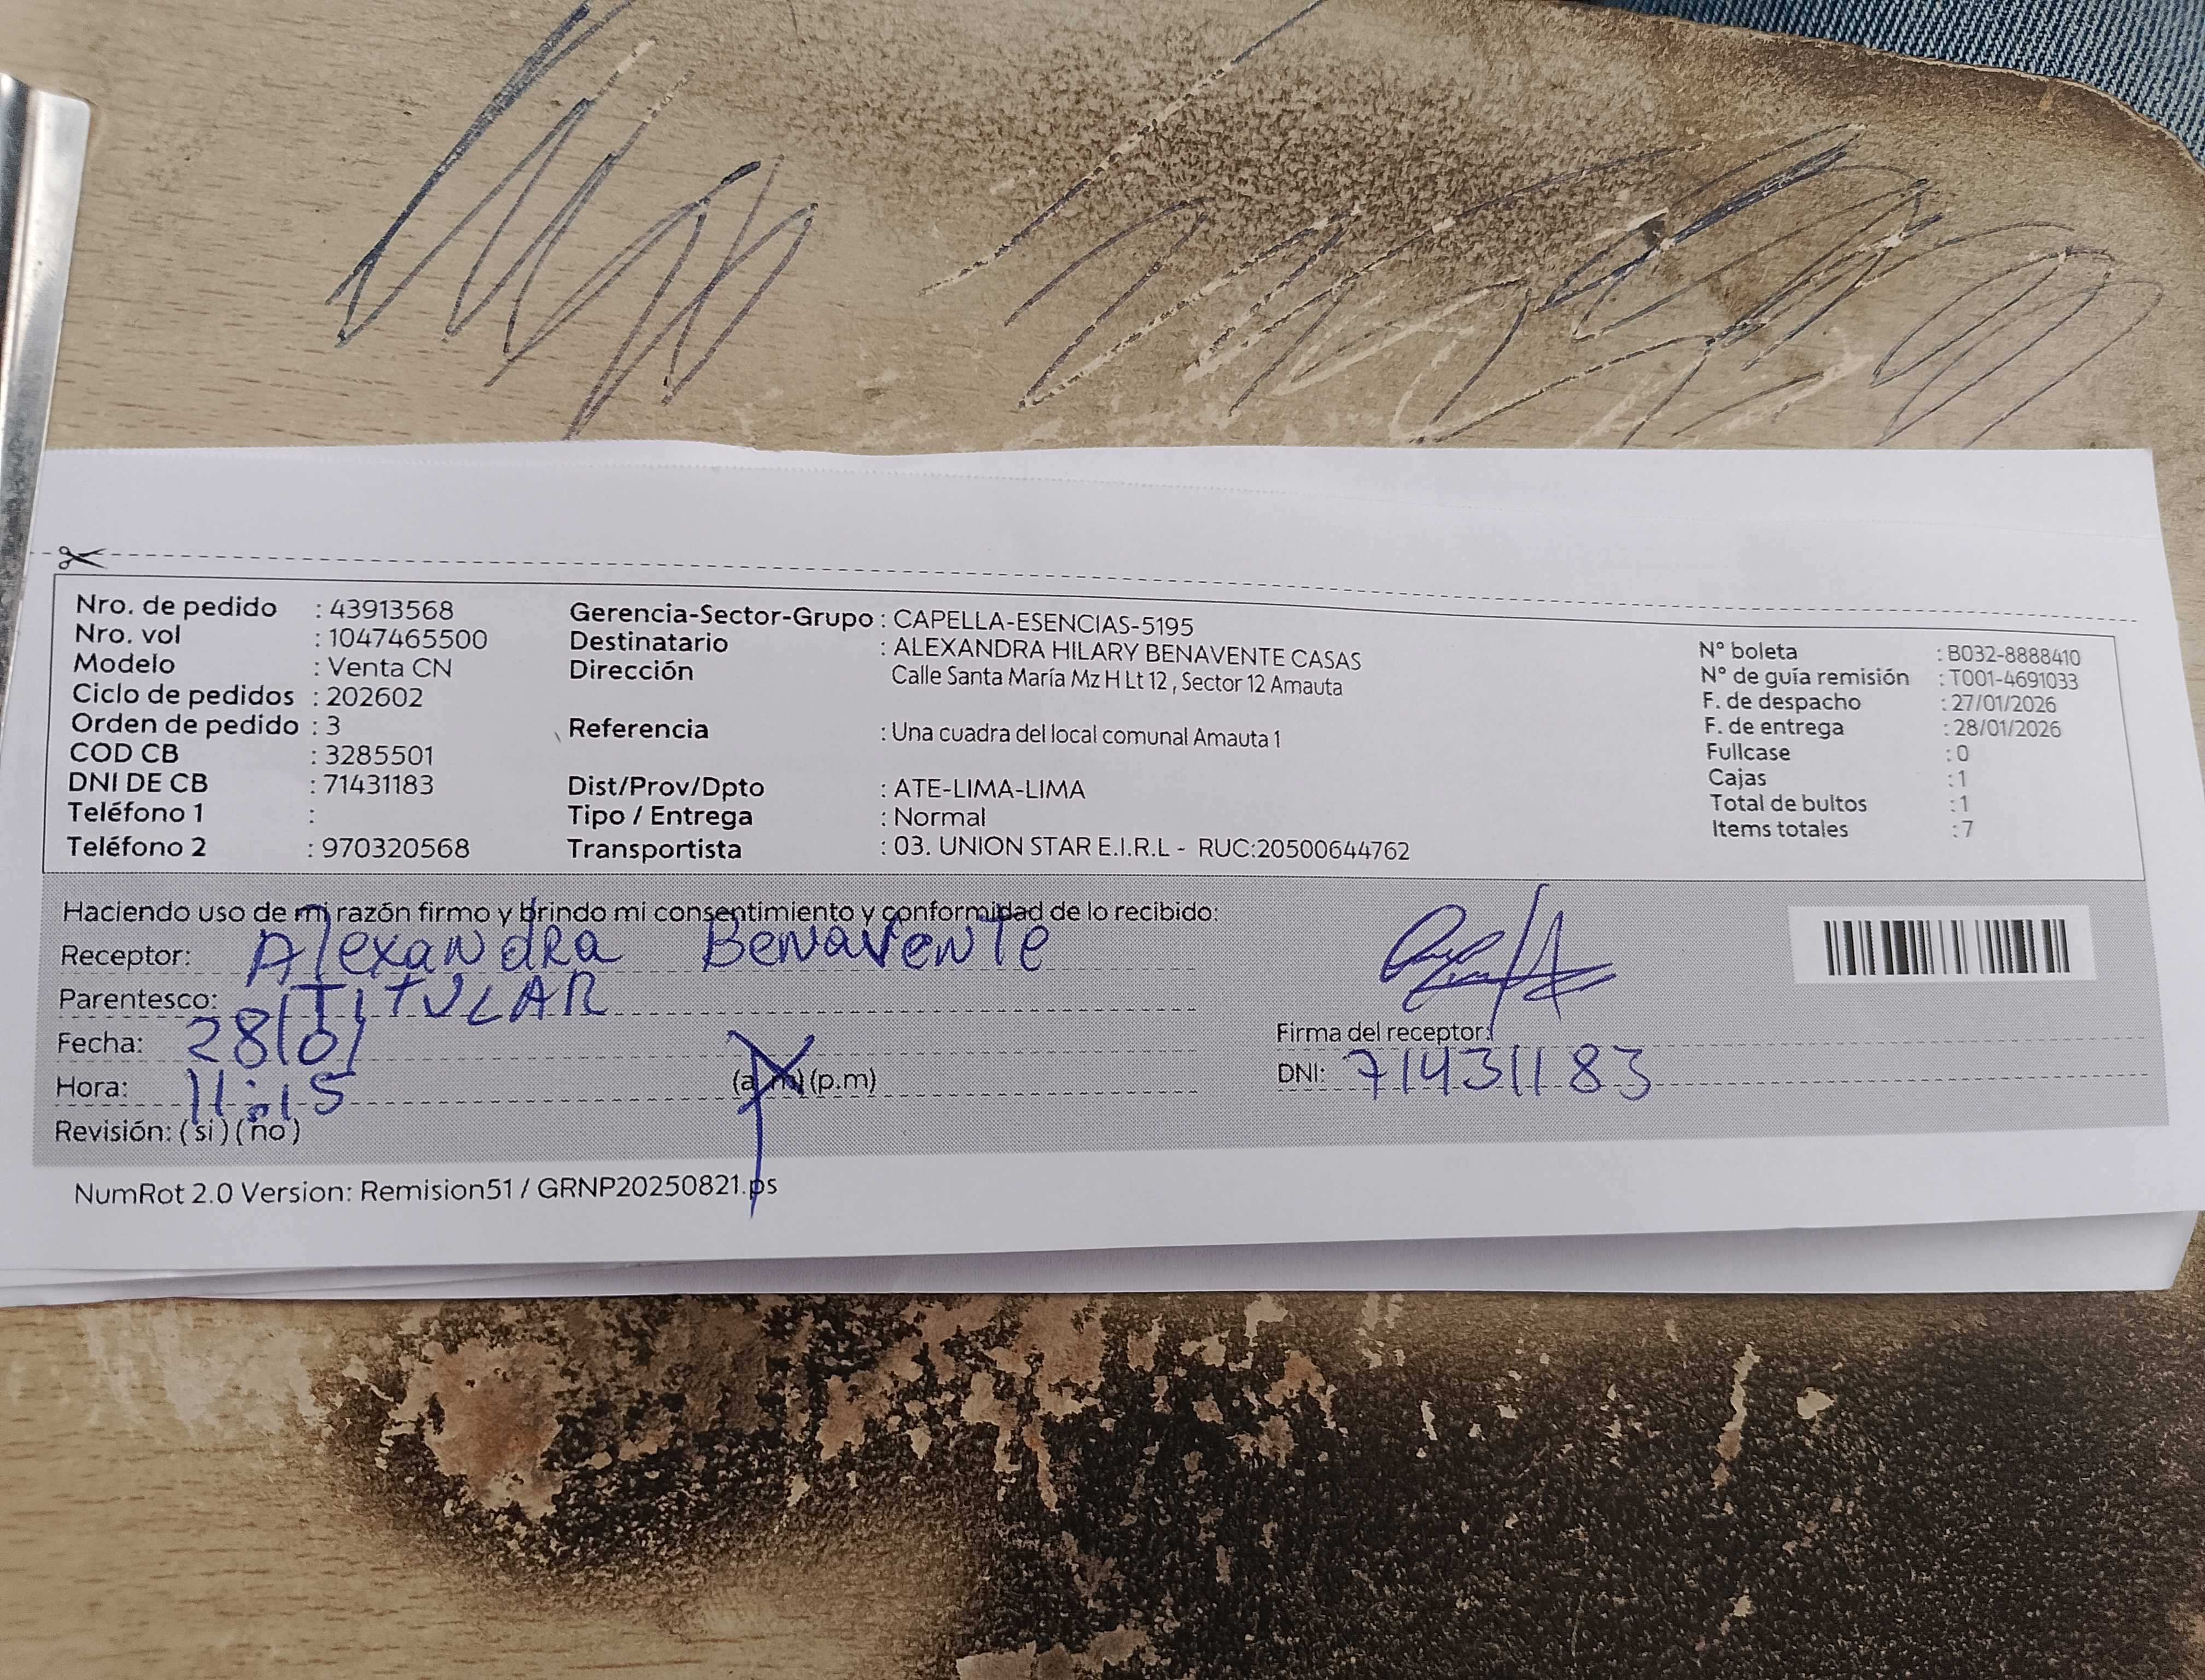 Nro. de pedido : 43913568
Nro. vol : 1047465500
Modelo : Venta CN
Ciclo de pedidos : 202602
Orden de pedido : 3
COD CB : 3285501
DNI DE CB : 71431183
Teléfono 1 :
Teléfono 2 : 970320568
Gerencia-Sector-Grupo : CAPELLA-ESENCIAS-5195
Destinatario : ALEXANDRA HILARY BENAVENTE CASAS
Dirección Calle Santa María Mz H Lt 12 , Sector 12 Amauta
Referencia : Una cuadra del local comunal Amauta 1
Dist/Prov/Dpto : ATE-LIMA-LIMA
Tipo / Entrega : Normal
Transportista : 03. UNION STAR E.I.R.L - RUC:20500644762
N° boleta : B032-8888410
N° de guía remisión : T001-4691033
F. de despacho : 27/01/2026
F. de entrega : 28/01/2026
Fullcase : 0
Cajas : 1
Total de bultos : 1
Items totales : 7
Haciendo uso de mi razón firmo y brindo mi consentimiento y conformidad de lo recibido:
Receptor: Alexandra Benavente
Parentesco: TITULAR
Fecha: 28/01
Hora: 11:15 (a.m) (p.m)
Revisión: ( si ) ( no )
Firma del receptor:
DNI: 71431183
NumRot 2.0 Version: Remision51 / GRNP20250821.ps